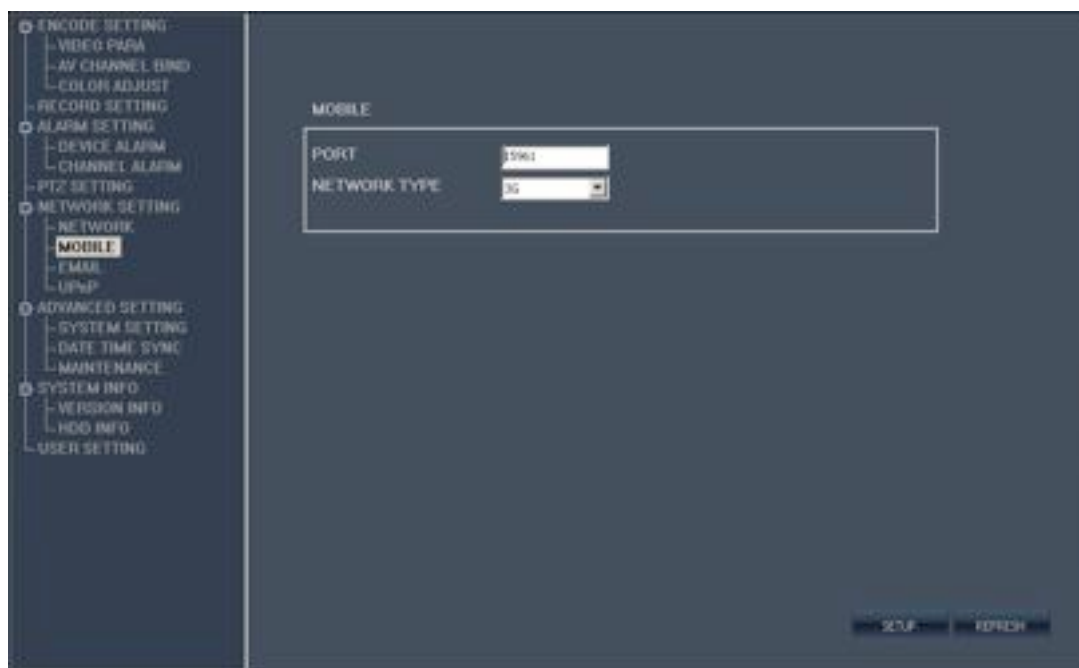 ENCODE SETTING
VIDEO PARA
AV CHANNEL BIND
COLOR ADJUST
RECORD SETTING
ALARM SETTING
DEVICE ALARM
CHANNEL ALARM
PTZ SETTING
NETWORK SETTING
NETWORK
MOBILE
EMAIL
UPnP
ADVANCED SETTING
SYSTEM SETTING
DATE TIME SYNC
MAINTENANCE
SYSTEM INFO
VERSION INFO
HDD INFO
USER SETTING
MOBILE
PORT 15961
NETWORK TYPE 3G
SETUP REFRESH